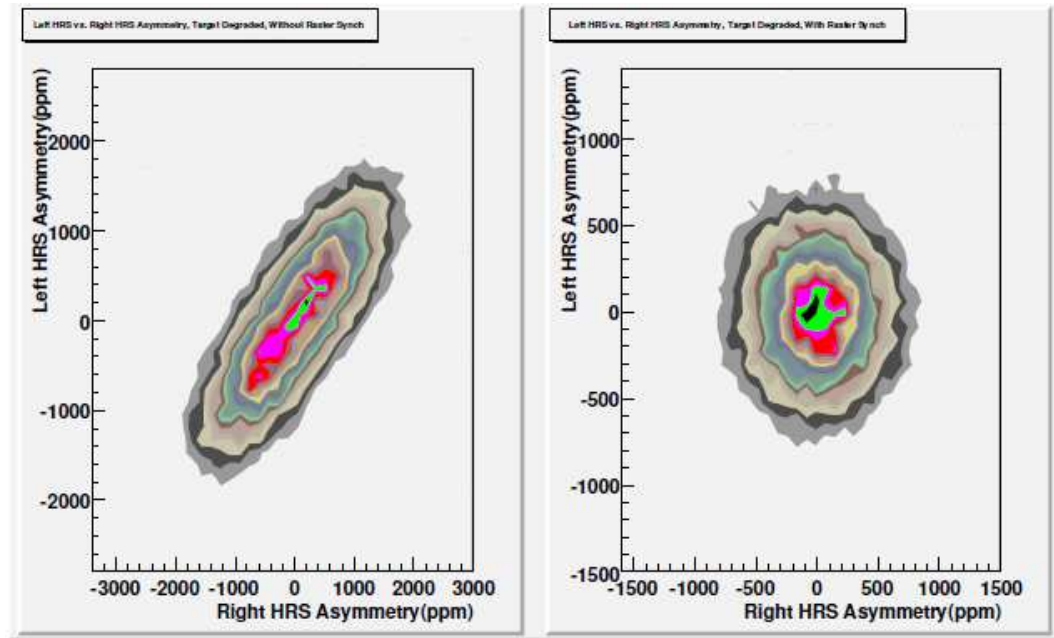 Left HRS vs. Right HRS Asymmetry, Target Degraded, Without Raster Synch
Left HRS Asymmetry(ppm)
2000
1000
0
-1000
-2000
-3000 -2000 -1000 0 1000 2000 3000
Right HRS Asymmetry(ppm)
Left HRS vs. Right HRS Asymmetry, Target Degraded, With Raster Synch
Left HRS Asymmetry(ppm)
1000
500
0
-500
-1000
-1500
-1500 -1000 -500 0 500 1000 1500
Right HRS Asymmetry(ppm)